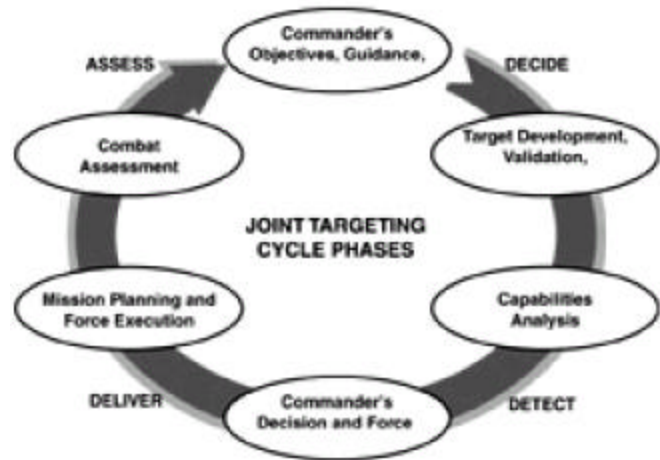 Commander's
Objectives, Guidance,
ASSESS
DECIDE
Combat
Assessment
Target Development,
Validation,
JOINT TARGETING
CYCLE PHASES
Mission Planning and
Force Execution
Capabilities
Analysis
DELIVER
Commander's
Decision and Force
DETECT